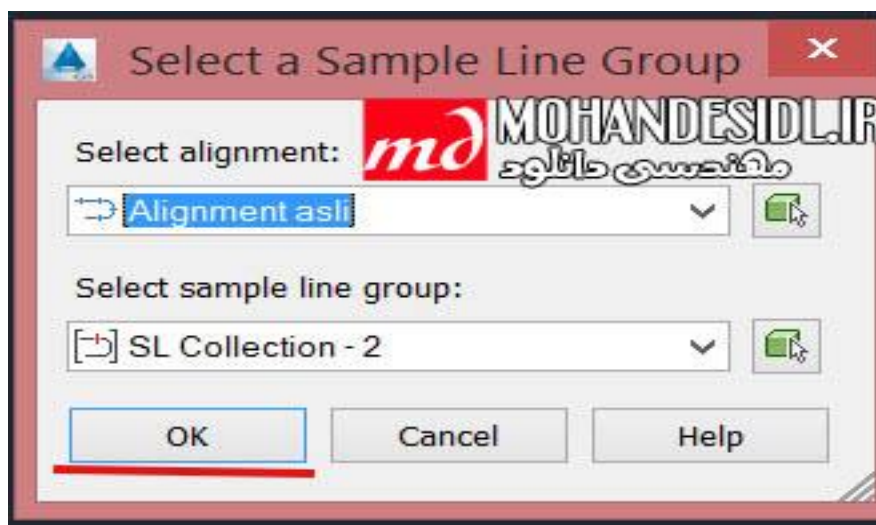 Select a Sample Line Group
md MOHANDESIDL.IR
مهندسی دانلود
Select alignment:
Alignment asli
Select sample line group:
SL Collection - 2
OK Cancel Help